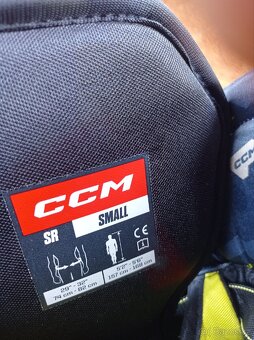 CCM
SR SMALL
29" - 32" 5'2" - 5'6"
74 cm - 82 cm 157 cm - 168 cm
CCM